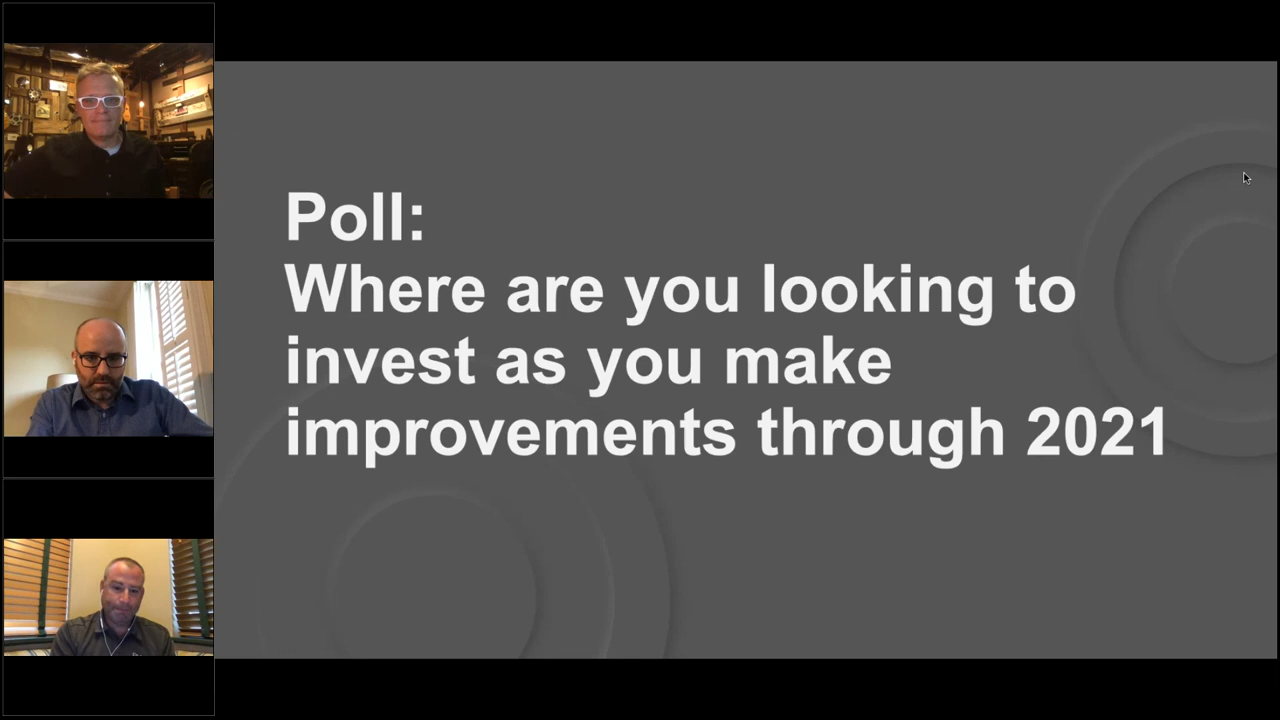 Poll:
Where are you looking to
invest as you make
improvements through 2021